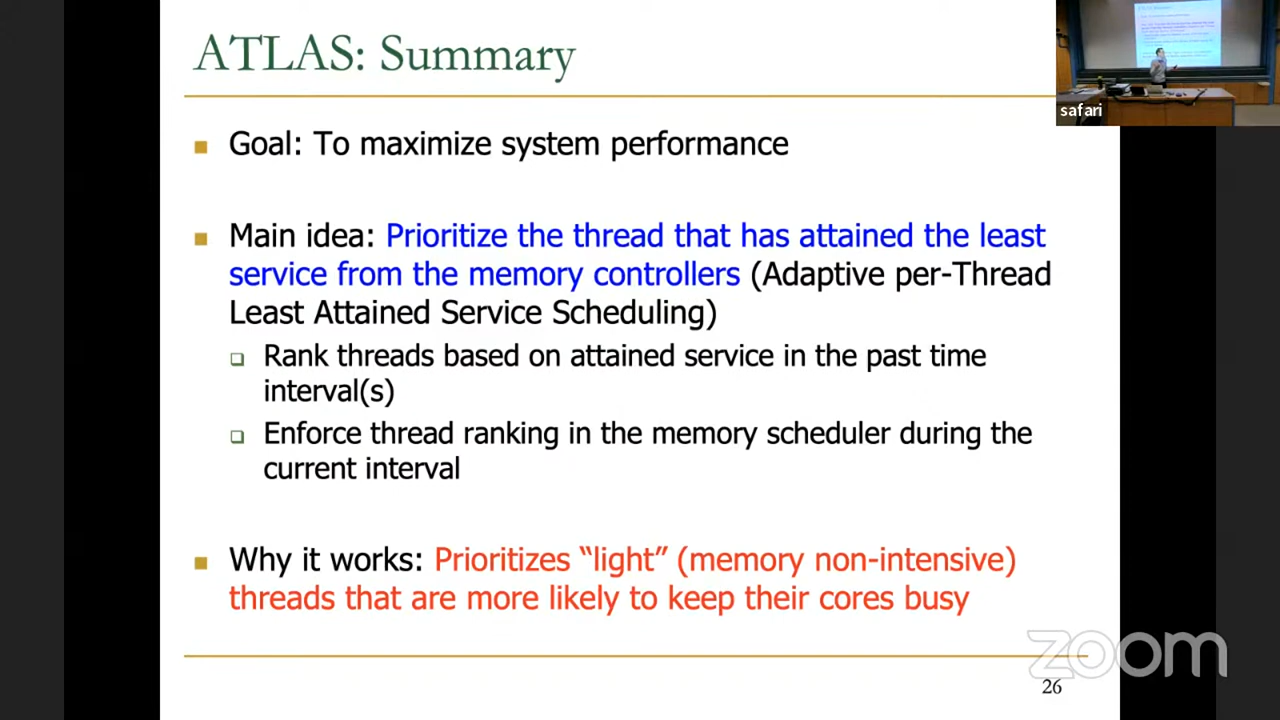 ATLAS: Summary
safari
Goal: To maximize system performance
Main idea: Prioritize the thread that has attained the least
service from the memory controllers (Adaptive per-Thread
Least Attained Service Scheduling)
Rank threads based on attained service in the past time
interval(s)
Enforce thread ranking in the memory scheduler during the
current interval
Why it works: Prioritizes “light” (memory non-intensive)
threads that are more likely to keep their cores busy
zoom
26